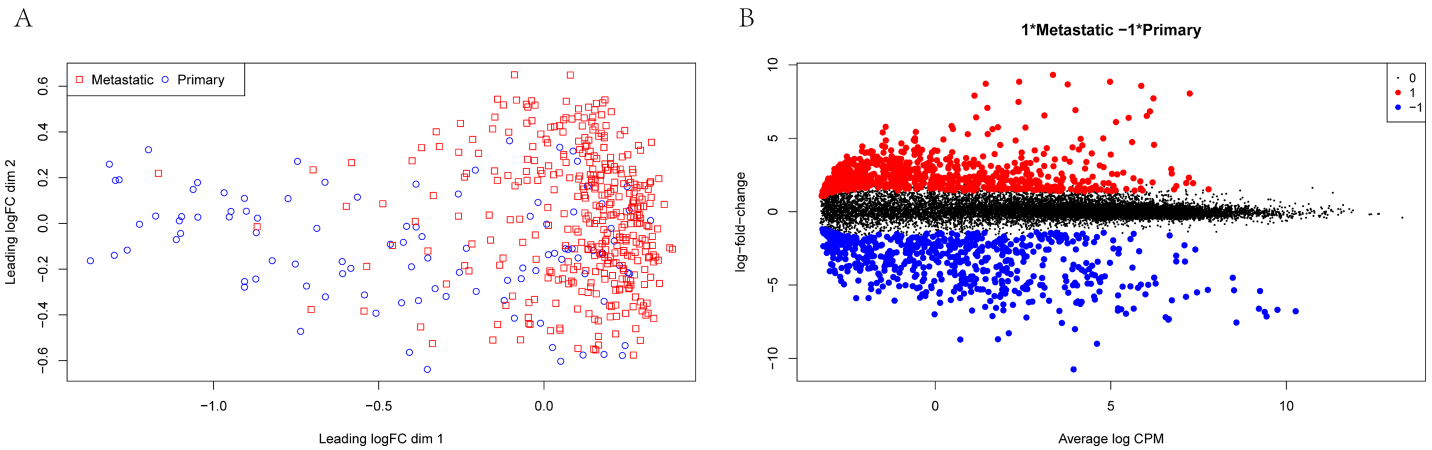 A
Metastatic
Primary
0.6
0.4
0.2
0.0
−0.2
−0.4
−0.6
Leading logFC dim 2
−1.0
−0.5
0.0
Leading logFC dim 1
B
1*Metastatic −1*Primary
0
1
−1
10
5
0
−5
−10
log−fold−change
0
5
10
Average log CPM